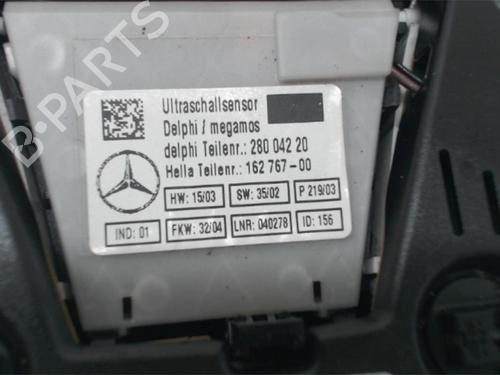 B-PARTS
Ultraschallsensor
Delphi / megamos
delphi Teilenr.: 280 042 20
Hella Teilenr.: 162 767-00
HW: 15/03 SW: 35/02 P 219/03
IND: 01 FKW: 32/04 LNR: 040278 ID: 156